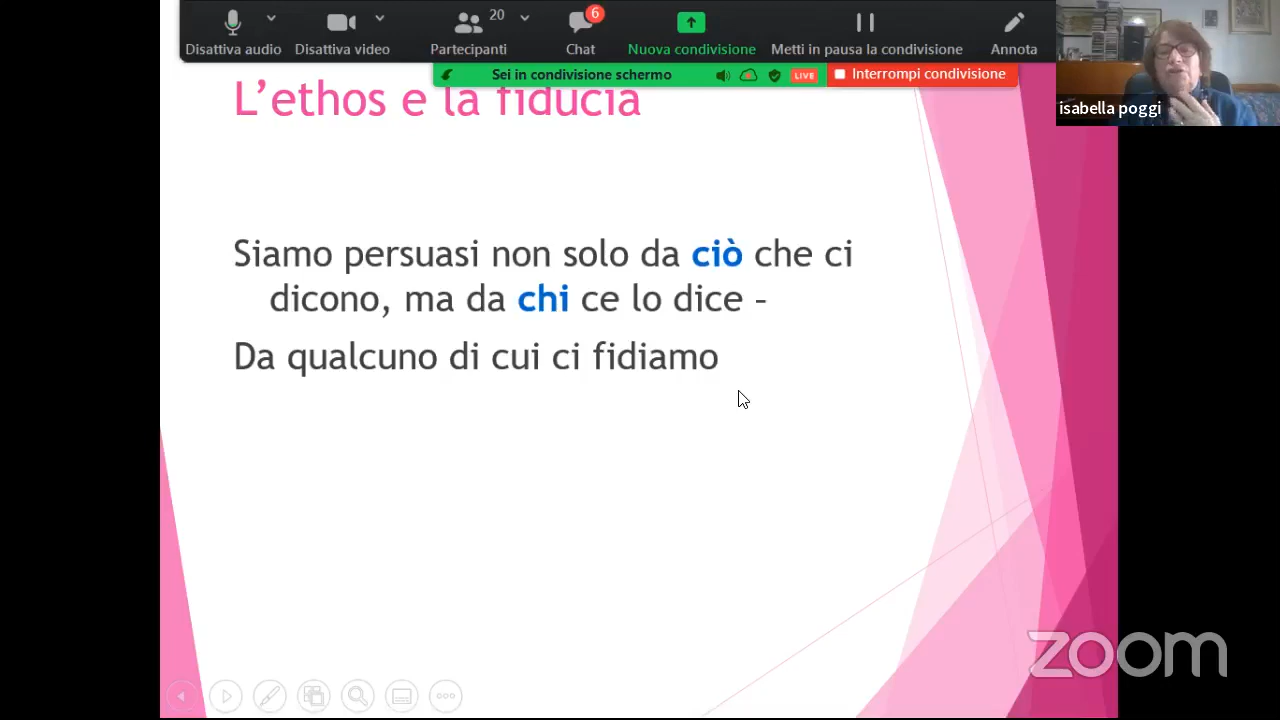 20
6
Disattiva audio
Disattiva video
Partecipanti
Chat
Nuova condivisione
Metti in pausa la condivisione
Annota
Sei in condivisione schermo
LIVE
Interrompi condivisione
isabella poggi
L'ethos e la fiducia
Siamo persuasi non solo da ciò che ci
dicono, ma da chi ce lo dice -
Da qualcuno di cui ci fidiamo
zoom